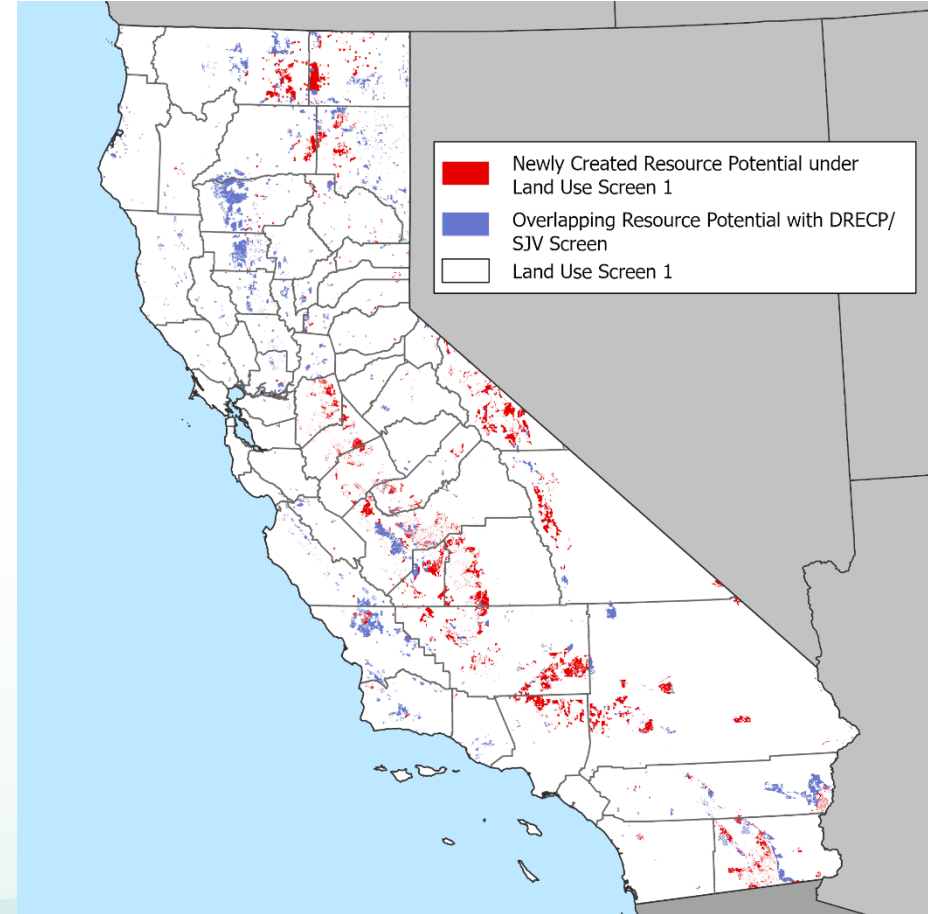 Newly Created Resource Potential under
Land Use Screen 1
Overlapping Resource Potential with DRECP/
SJV Screen
Land Use Screen 1